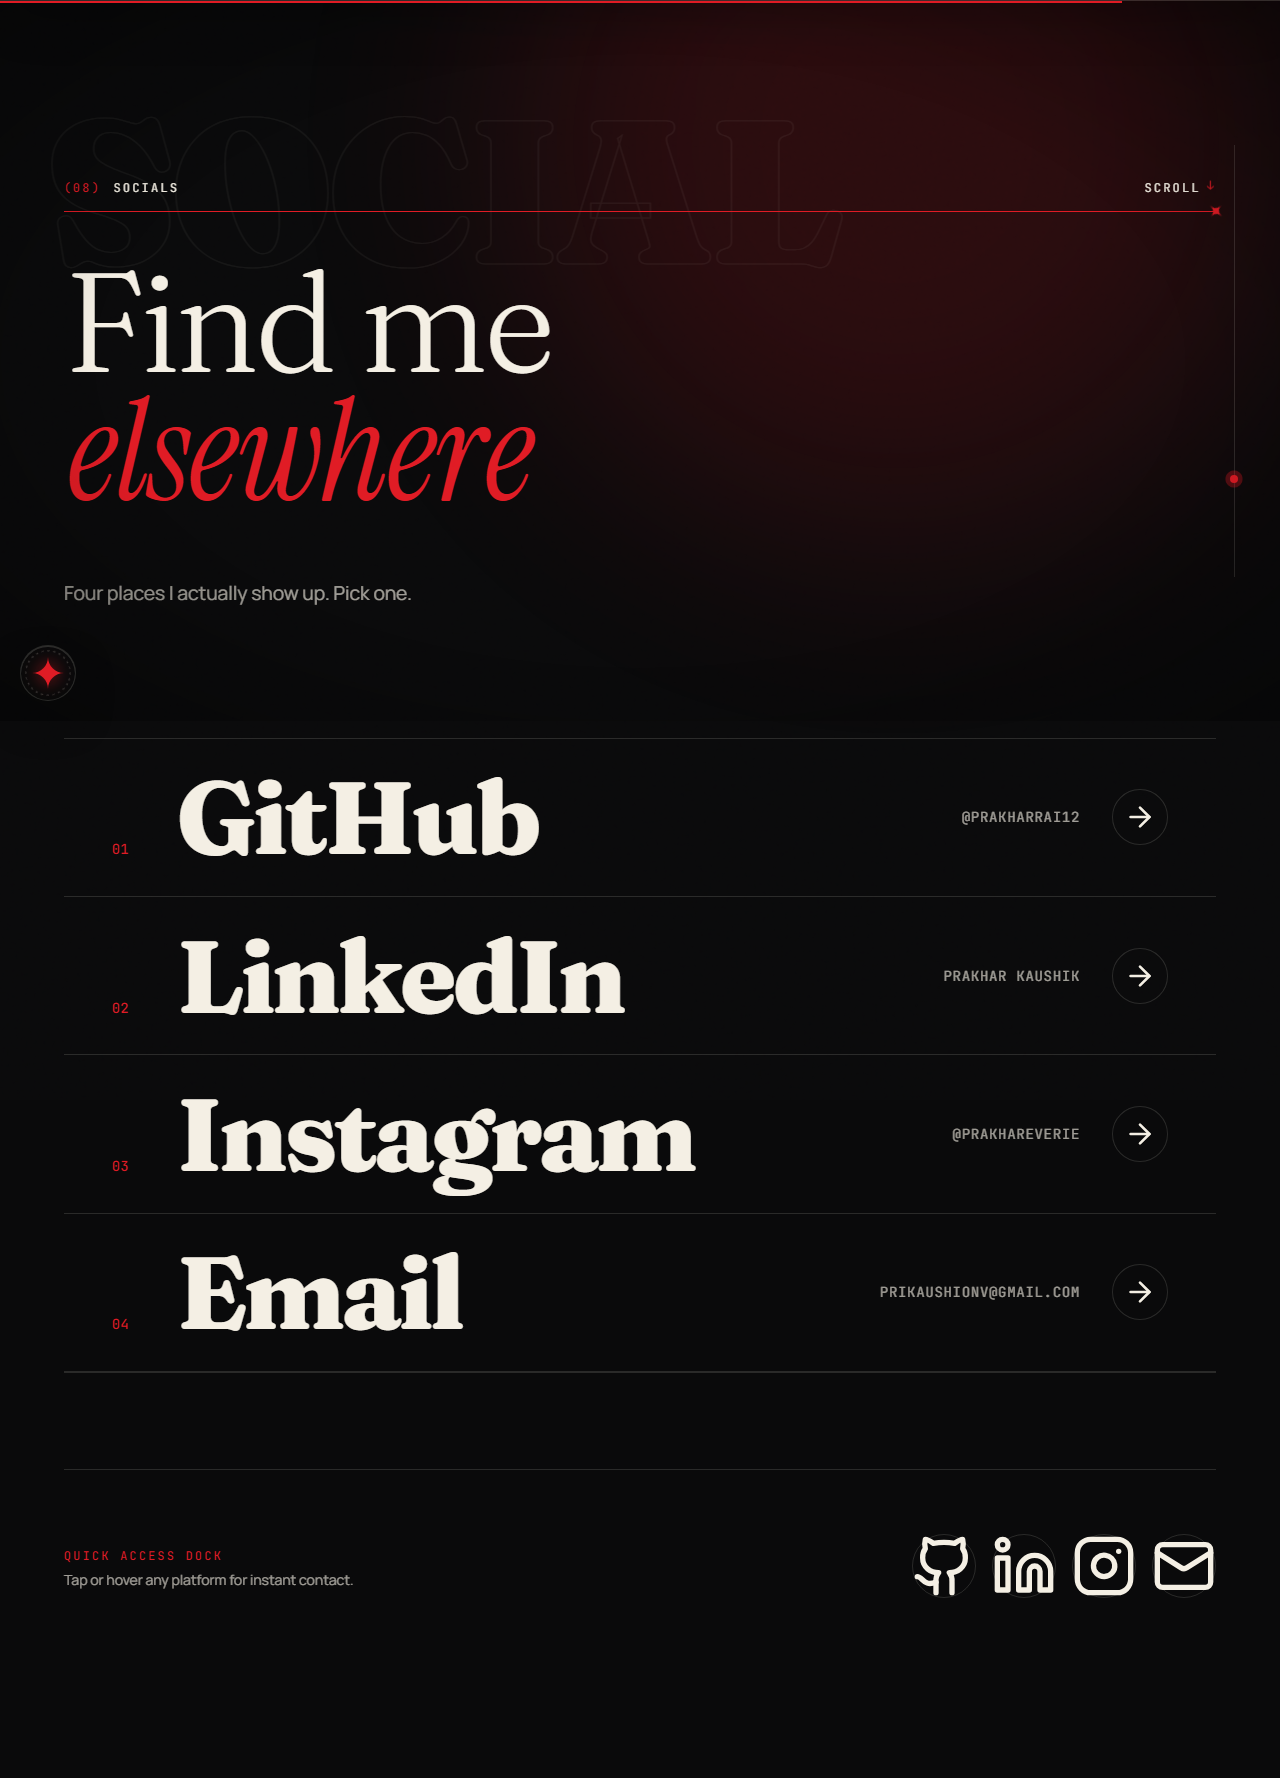 SOCIAL
(08) SOCIALS
SCROLL ↓
Find me
elsewhere
Four places I actually show up. Pick one.
01 GitHub @PRAKHARRAI12
02 LinkedIn PRAKHAR KAUSHIK
03 Instagram @PRAKHAREVERIE
04 Email PRIKAUSHIONV@GMAIL.COM
QUICK ACCESS DOCK
Tap or hover any platform for instant contact.